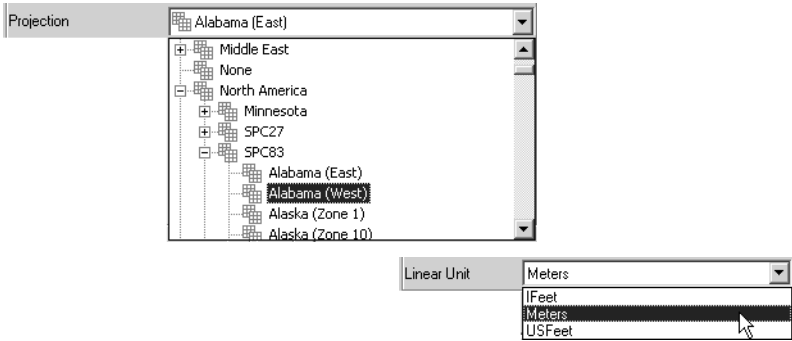 Projection
Alabama (East)
Middle East
None
North America
Minnesota
SPC27
SPC83
Alabama (East)
Alabama (West)
Alaska (Zone 1)
Alaska (Zone 10)
Linear Unit
Meters
IFeet
Meters
USFeet